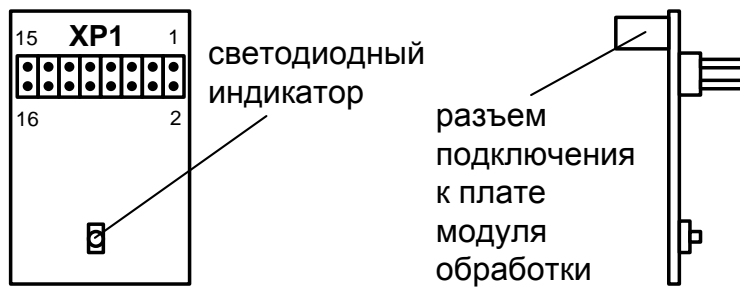 15 XP1 1
16 2
светодиодный
индикатор
разъем
подключения
к плате
модуля
обработки